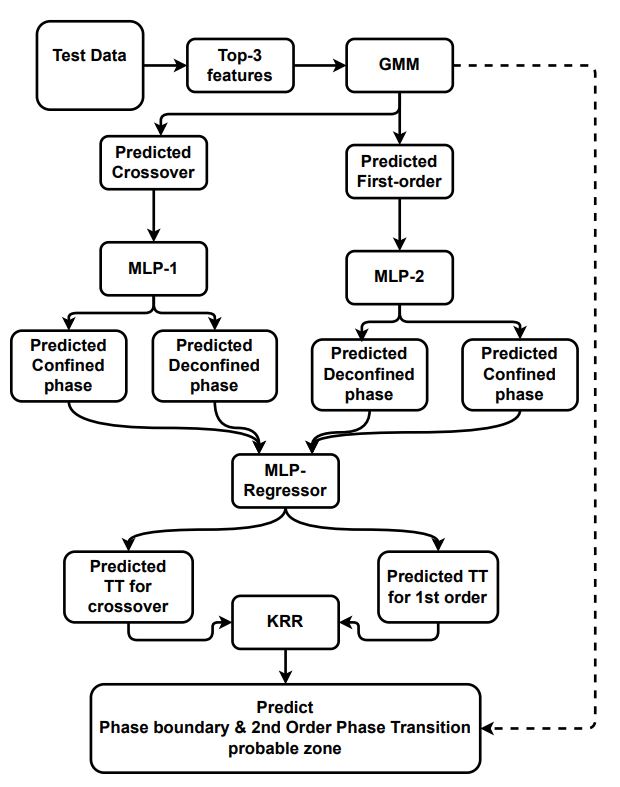 Test Data
Top-3
features
GMM
Predicted
Crossover
Predicted
First-order
MLP-1
MLP-2
Predicted
Confined
phase
Predicted
Deconfined
phase
Predicted
Deconfined
phase
Predicted
Confined
phase
MLP-
Regressor
Predicted
TT for
crossover
Predicted TT
for 1st order
KRR
Predict
Phase boundary & 2nd Order Phase Transition
probable zone